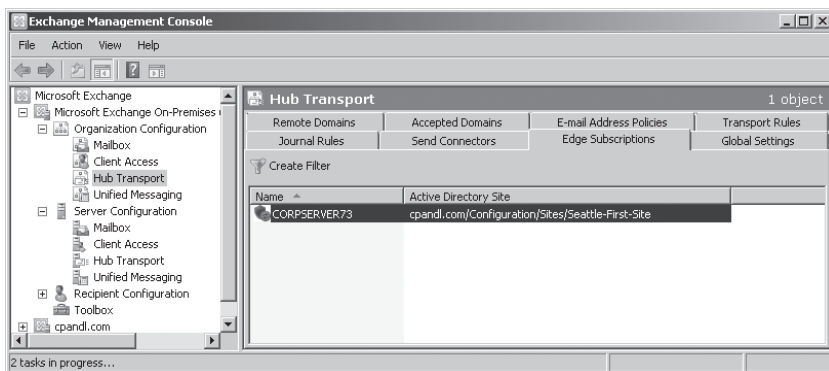 Exchange Management Console
File Action View Help
Microsoft Exchange
Microsoft Exchange On-Premises
Organization Configuration
Mailbox
Client Access
Hub Transport
Unified Messaging
Server Configuration
Mailbox
Client Access
Hub Transport
Unified Messaging
Recipient Configuration
Toolbox
cpandl.com
Hub Transport 1 object
Remote Domains Accepted Domains E-mail Address Policies Transport Rules
Journal Rules Send Connectors Edge Subscriptions Global Settings
Create Filter
Name Active Directory Site
CORPSERVER73 cpandl.com/Configuration/Sites/Seattle-First-Site
2 tasks in progress...